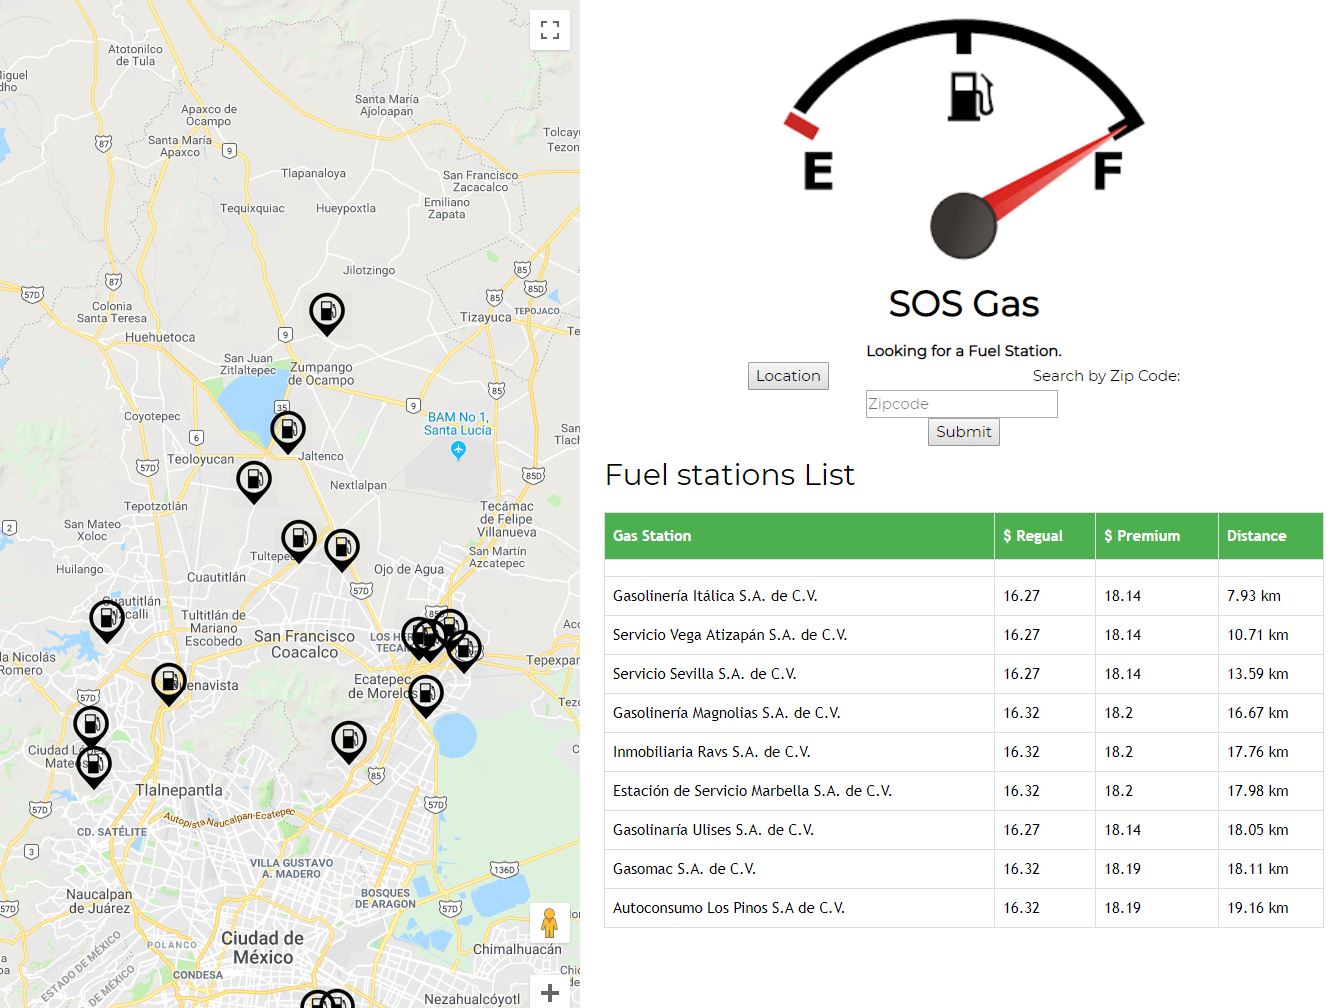 Atotonilco
de Tula
Santa María
Ajoloapan
Apaxco de
Ocampo
Tolcayu
Tezon
87
Santa María
Apaxco
9
Tlapanaloya
San Francisco
Zacacalco
Tequixquiac
Hueypoxtla
Emiliano
Zapata
Jilotzingo
85
87
57D
85
85D
TEPOJACO
Colonia
Santa Teresa
Tizayuca
Huehuetoca
9
San Juan
Zitlaltepec
Zumpango
de Ocampo
85
35
9
Coyotepec
BAM No 1,
Santa Lucía
6
Teoloyucan
Jaltenco
57D
85D
Nextlalpan
Tepotzotlán
Tecámac
de Felipe
Villanueva
2
San Mateo
Xoloc
San Martín
Azcatepec
Huilango
Ojo de Agua
Cuautitlán
57D
Tultitlán de
Mariano
Escobedo
85
San Francisco
Coacalco
Tepexpan
Ecatepec
de Morelos
57D
Buenavista
Ciudad López
Mateos
85
Tlalnepantla
57D
57D
Autopista Naucalpan-Ecatepec
CD. SATÉLITE
3
VILLA GUSTAVO
A. MADERO
136D
Naucalpan
de Juárez
BOSQUES
DE ARAGON
57D
Ciudad de
México
POLANCO
Chimalhuacán
CONDESA
ESTADO DE MÉXICO
DE MÉXICO
Nezahualcóyotl
E
F
SOS Gas
Looking for a Fuel Station.
Location
Search by Zip Code:
Zipcode
Submit
Fuel stations List
Gas Station $ Regual $ Premium Distance
Gasolinería Itálica S.A. de C.V. 16.27 18.14 7.93 km
Servicio Vega Atizapán S.A. de C.V. 16.27 18.14 10.71 km
Servicio Sevilla S.A. de C.V. 16.27 18.14 13.59 km
Gasolinería Magnolias S.A. de C.V. 16.32 18.2 16.67 km
Inmobiliaria Ravs S.A. de C.V. 16.32 18.2 17.76 km
Estación de Servicio Marbella S.A. de C.V. 16.32 18.2 17.98 km
Gasolinaría Ulises S.A. de C.V. 16.27 18.14 18.05 km
Gasomac S.A. de C.V. 16.32 18.19 18.11 km
Autoconsumo Los Pinos S.A de C.V. 16.32 18.19 19.16 km